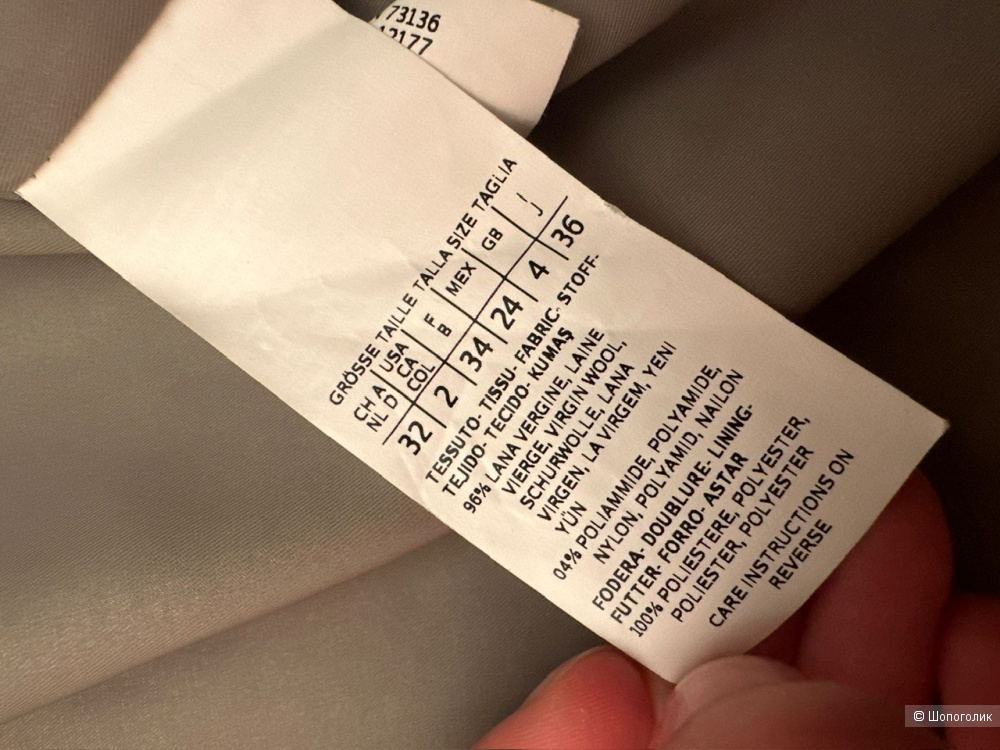 73136
12177
GRÖSSE TAILLE TALLA SIZE TAGLIA
CH A USA F MEX GB J
NL D CA B
COL
32 2 34 24 4 36
TESSUTO- TISSU- FABRIC- STOFF-
TEJIDO- TECIDO- KUMAŞ
96% LANA VERGINE, LAINE
VIERGE, VIRGIN WOOL,
SCHURWOLLE, LANA
VIRGEN, LA VIRGEM, YENI
YÜN
04% POLIAMMIDE, POLYAMIDE,
NYLON, POLYAMID, NAILON
FODERA- DOUBLURE- LINING-
FUTTER- FORRO- ASTAR
100% POLIESTERE, POLYESTER,
POLIESTER, POLYESTER
CARE INSTRUCTIONS ON
REVERSE
© Шопоголик